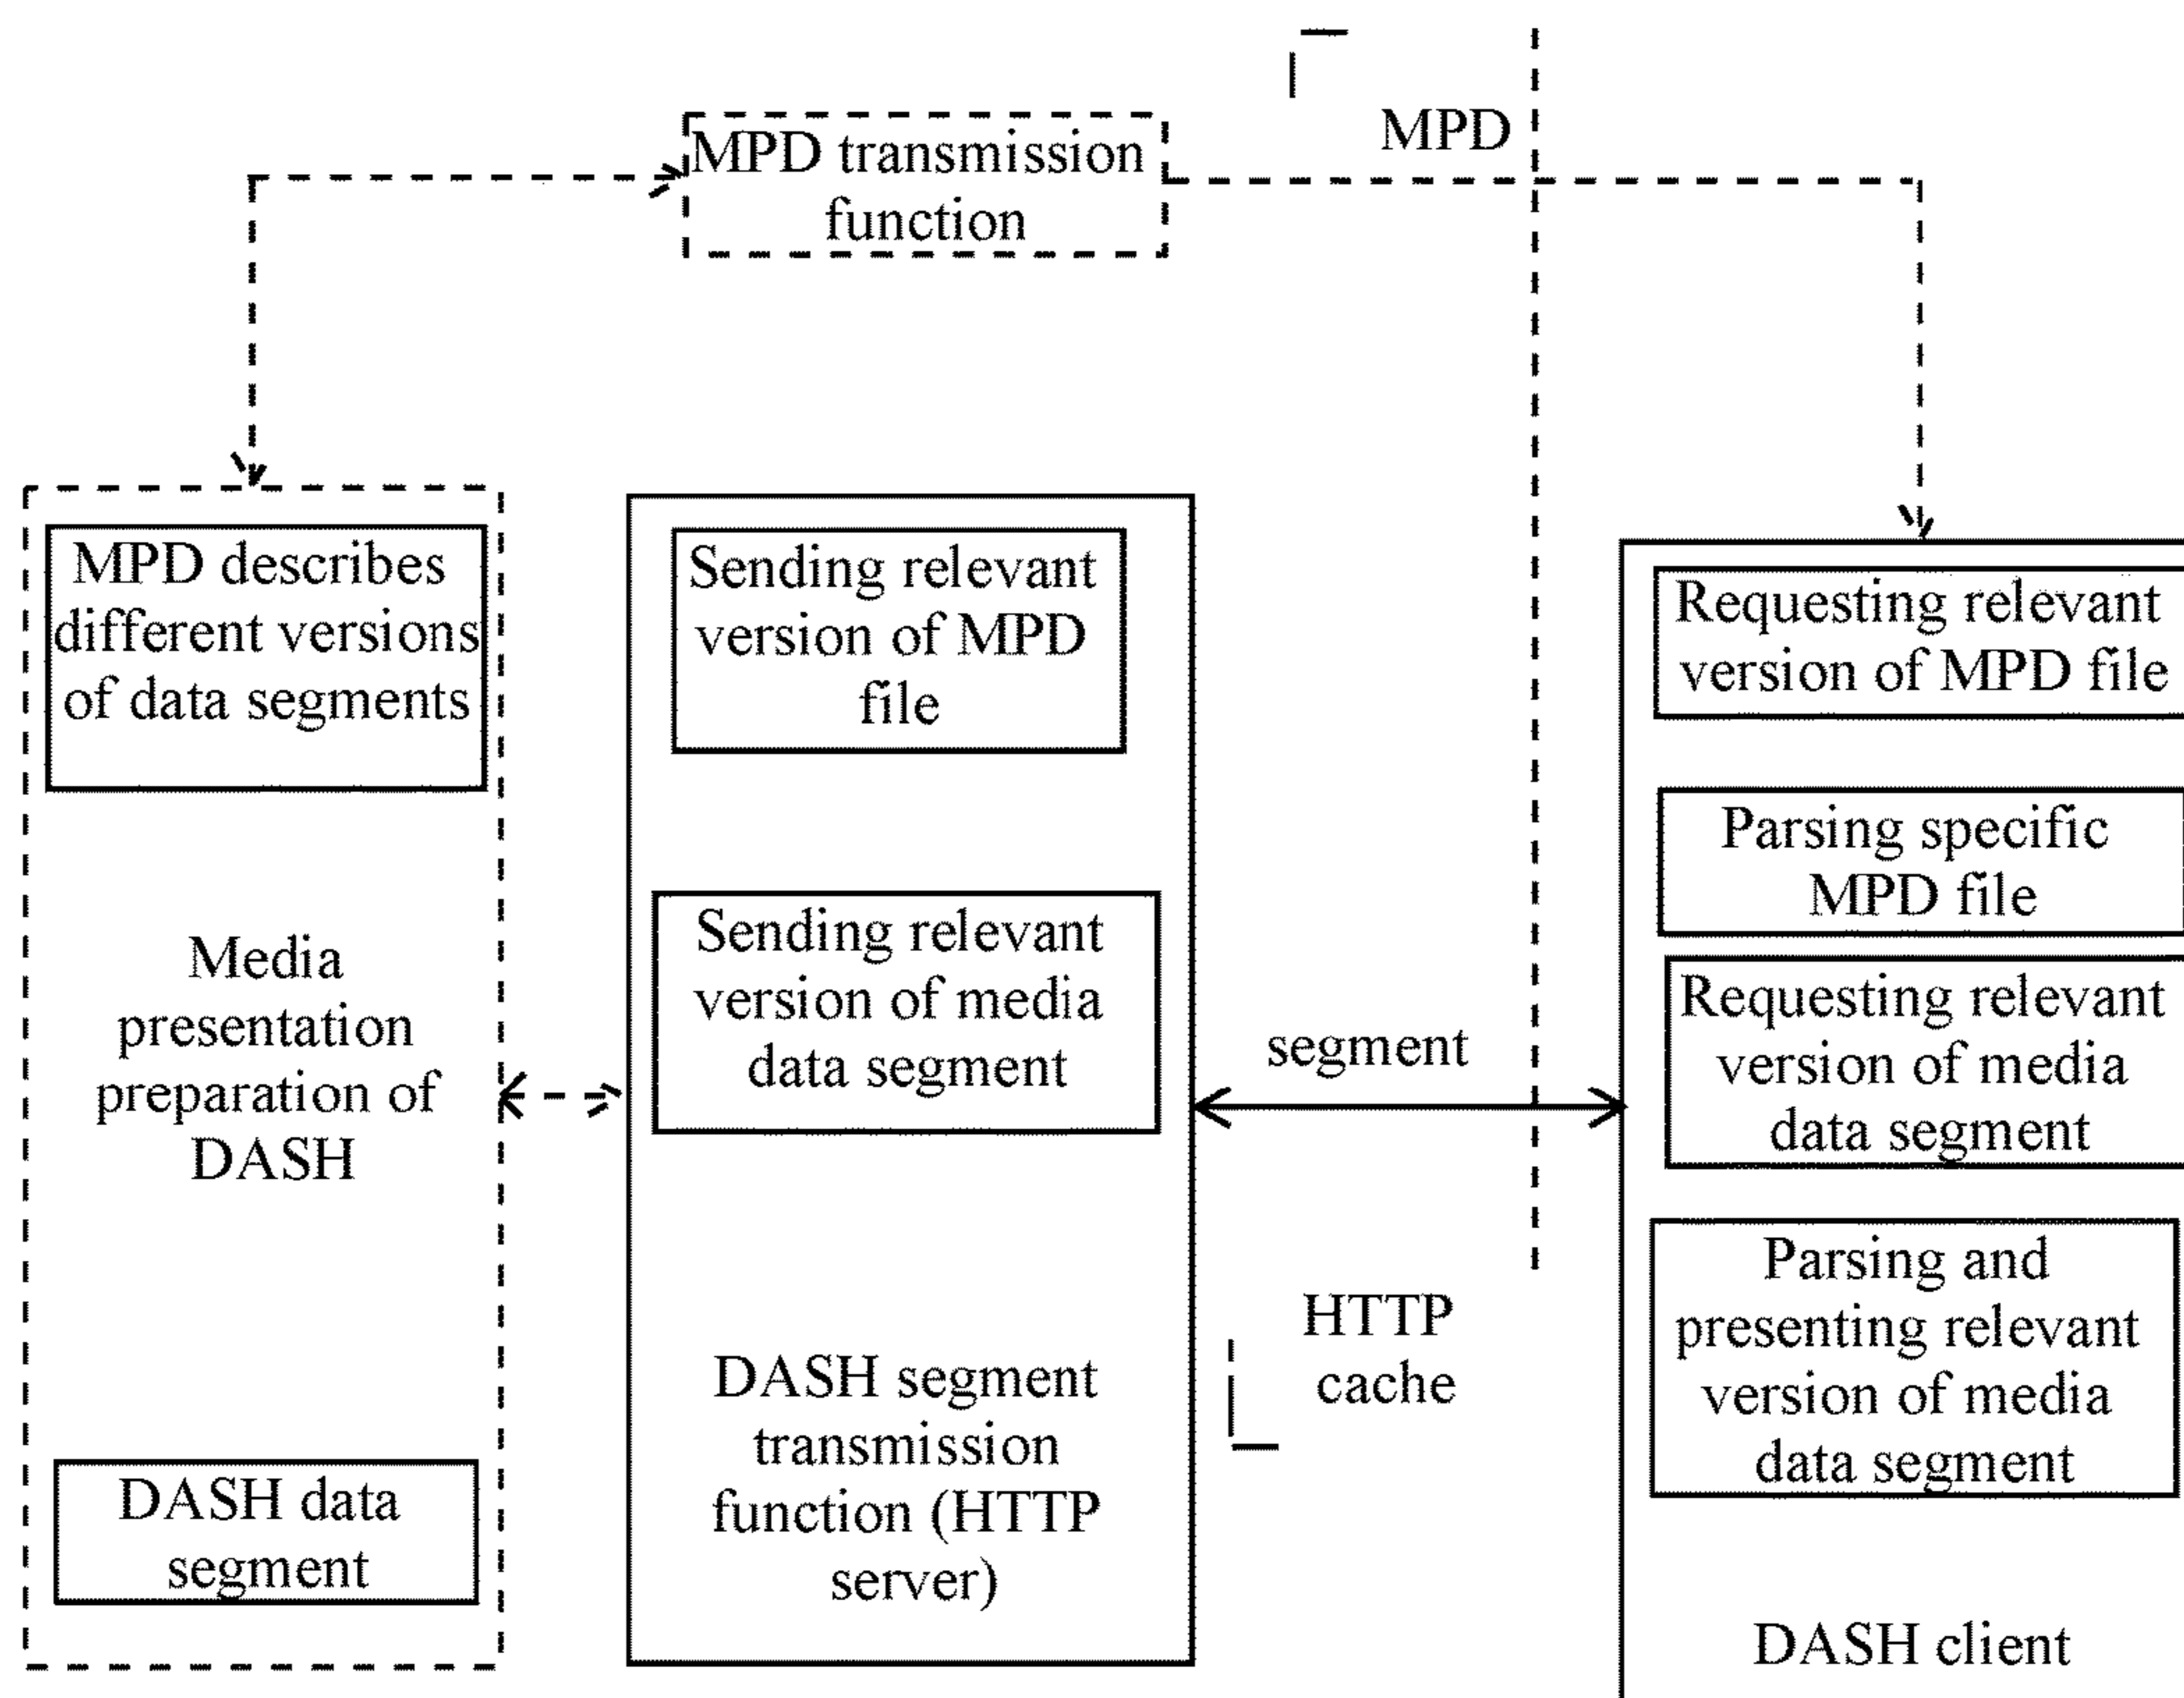 MPD
MPD transmission
function
MPD describes
different versions
of data segments
Media
presentation
preparation of
DASH
DASH data
segment
Sending relevant
version of MPD
file
Sending relevant
version of media
data segment
DASH segment
transmission
function (HTTP
server)
segment
HTTP
cache
Requesting relevant
version of MPD file
Parsing specific
MPD file
Requesting relevant
version of media
data segment
Parsing and
presenting relevant
version of media
data segment
DASH client